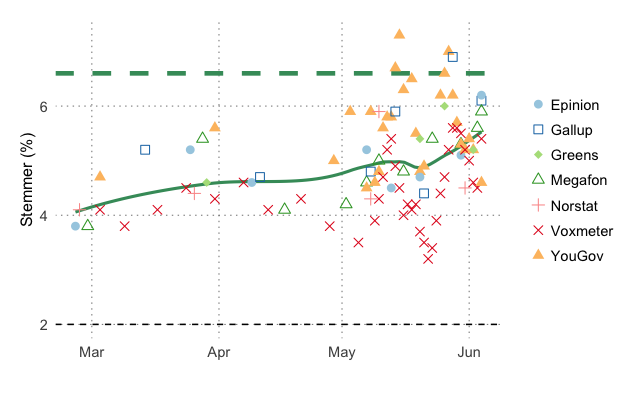 Stemmer (%)
6
4
2
Mar Apr May Jun
Epinion
Gallup
Greens
Megafon
Norstat
Voxmeter
YouGov